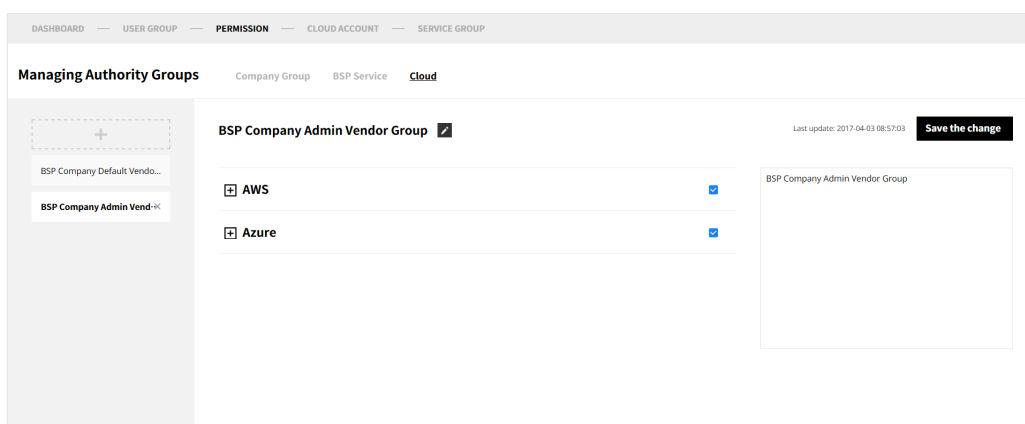 DASHBOARD — USER GROUP — PERMISSION — CLOUD ACCOUNT — SERVICE GROUP
Managing Authority Groups Company Group BSP Service Cloud
BSP Company Admin Vendor Group Last update: 2017-04-03 08:57:03 Save the change
BSP Company Default Vendo...
BSP Company Admin Vend··
AWS
Azure
BSP Company Admin Vendor Group